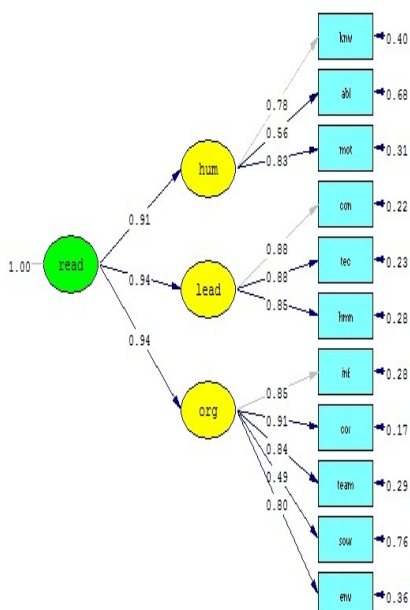 knw
0.40
abl
0.68
mot
0.31
con
0.22
tec
0.23
hmn
0.28
inf
0.28
cor
0.17
team
0.29
sow
0.76
env
0.36
0.78
0.56
0.83
hum
0.91
0.88
0.88
0.85
1.00
read
0.94
lead
0.94
0.85
0.91
0.84
0.49
0.80
org